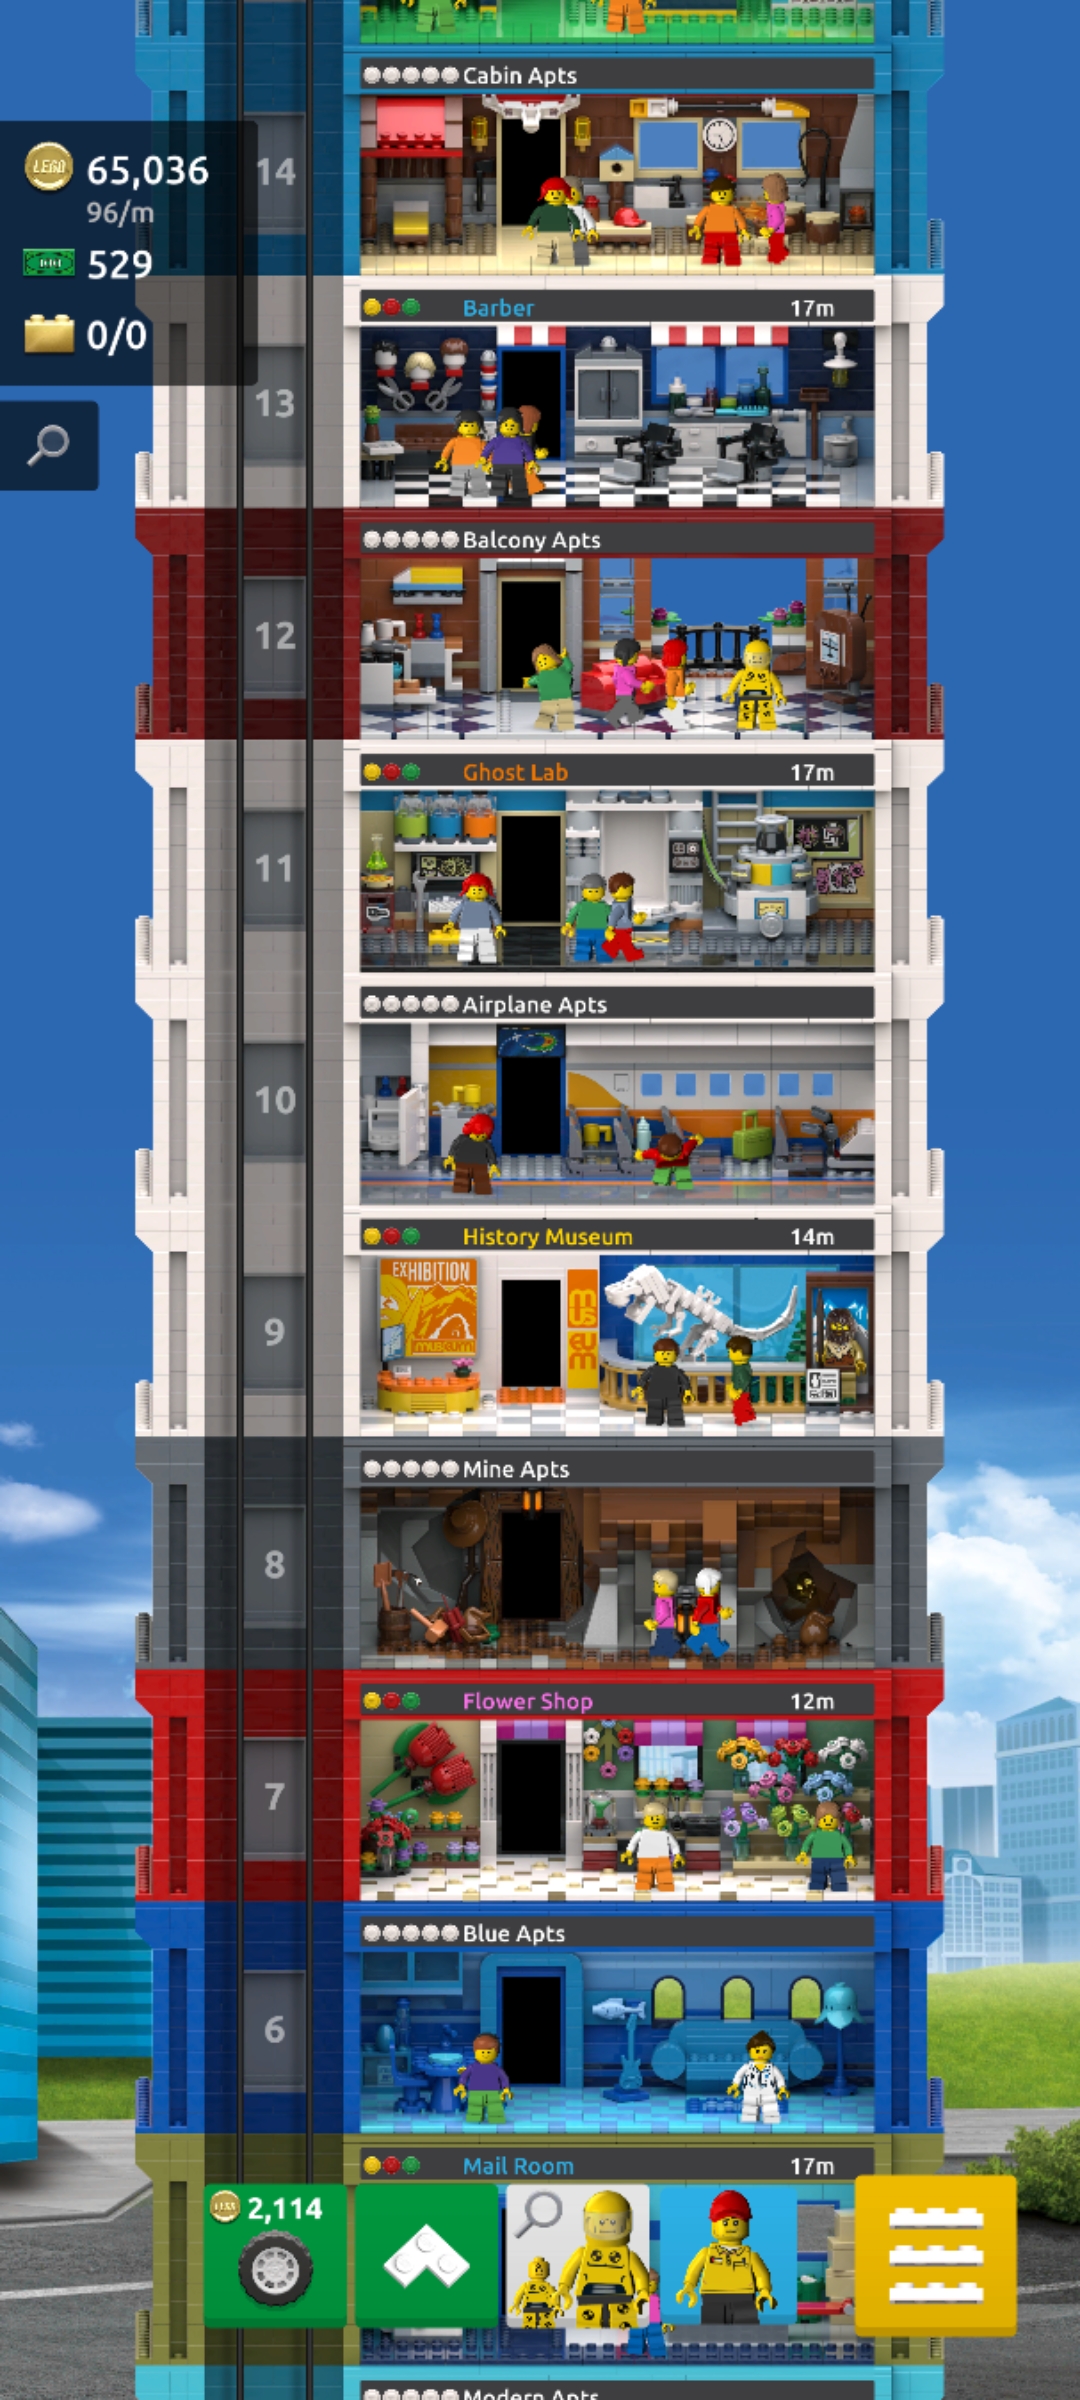 Cabin Apts
LEGO 65,036
96/m
529
0/0
14
Barber 17m
13
Balcony Apts
12
Ghost Lab 17m
11
Airplane Apts
10
History Museum 14m
EXHIBITION
MUSEUM
museum
9
Mine Apts
8
Flower Shop 12m
7
Blue Apts
6
Mail Room 17m
2,114
Modern Apts